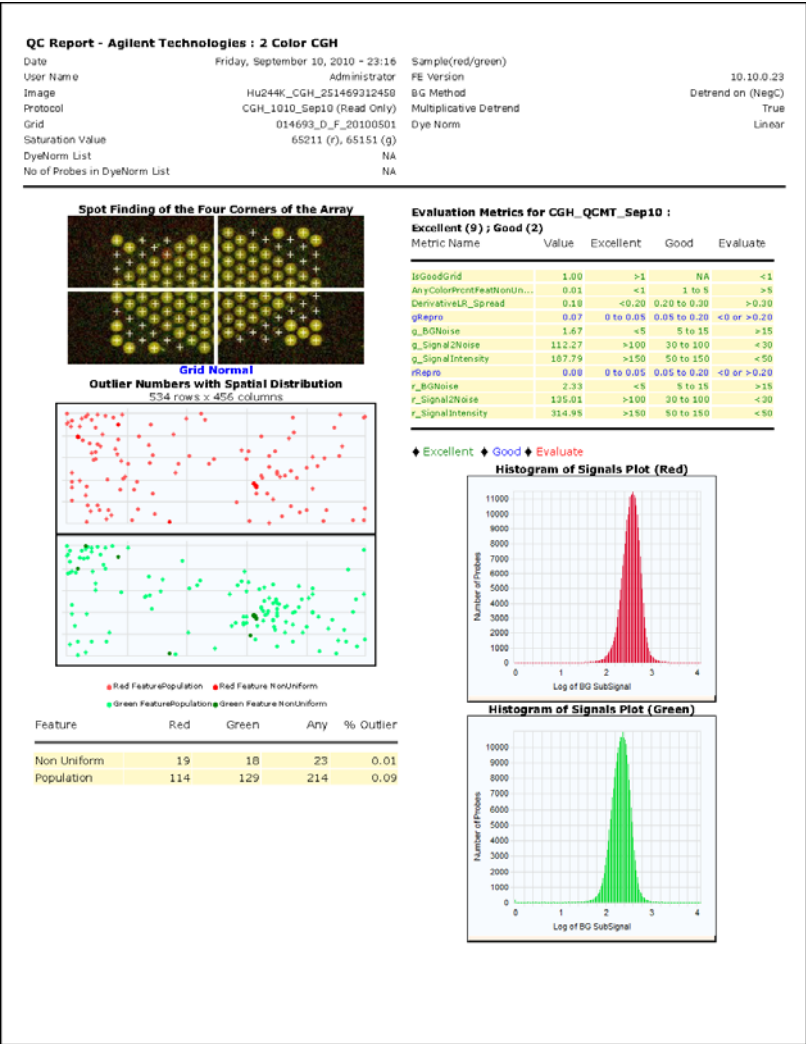 QC Report - Agilent Technologies : 2 Color CGH
Date Friday, September 10, 2010 - 23:16 Sample(red/green)
User Name Administrator FE Version 10.10.0.23
Image Hu244K_CGH_251469312458 BG Method Detrend on (NegC)
Protocol CGH_1010_Sep10 (Read Only) Multiplicative Detrend True
Grid 014693_D_F_20100501 Dye Norm Linear
Saturation Value 65211 (r), 65151 (g)
DyeNorm List NA
No of Probes in DyeNorm List NA
Spot Finding of the Four Corners of the Array
Grid Normal
Outlier Numbers with Spatial Distribution
534 rows x 456 columns
Red FeaturePopulation Red Feature NonUniform
Green FeaturePopulation Green Feature NonUniform
Feature Red Green Any % Outlier
Non Uniform 19 18 23 0.01
Population 114 129 214 0.09
Evaluation Metrics for CGH_QCMT_Sep10 :
Excellent (9) ; Good (2)
Metric Name Value Excellent Good Evaluate
IsGoodGrid 1.00 >1 NA <1
AnyColorPrcntFeatNonUn... 0.01 <1 1 to 5 >5
DerivativeLR_Spread 0.18 <0.20 0.20 to 0.30 >0.30
gRepro 0.07 0 to 0.05 0.05 to 0.20 <0 or >0.20
g_BGNoise 1.67 <5 5 to 15 >15
g_Signal2Noise 112.27 >100 30 to 100 <30
g_SignalIntensity 187.79 >150 50 to 150 <50
rRepro 0.08 0 to 0.05 0.05 to 0.20 <0 or >0.20
r_BGNoise 2.33 <5 5 to 15 >15
r_Signal2Noise 135.01 >100 30 to 100 <30
r_SignalIntensity 314.95 >150 50 to 150 <50
Excellent Good Evaluate
Histogram of Signals Plot (Red)
Number of Probes
11000
10000
9000
8000
7000
6000
5000
4000
3000
2000
1000
0
0 1 2 3 4
Log of BG SubSignal
Histogram of Signals Plot (Green)
Number of Probes
10000
9000
8000
7000
6000
5000
4000
3000
2000
1000
0
0 1 2 3 4
Log of BG SubSignal